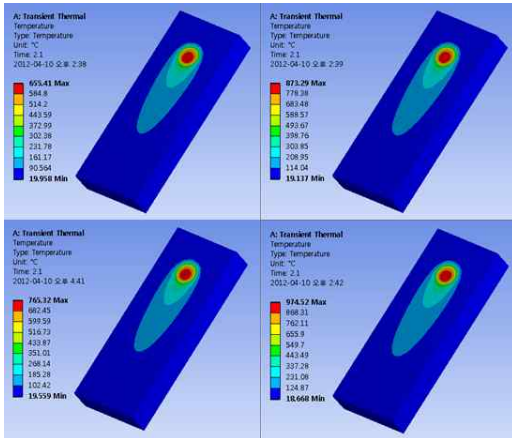 A: Transient Thermal
Temperature
Type: Temperature
Unit: °C
Time: 2.1
2012-04-10 오후 2:38
655.41 Max
584.8
514.2
443.59
372.99
302.38
231.78
161.17
90.564
19.958 Min
A: Transient Thermal
Temperature
Type: Temperature
Unit: °C
Time: 2.1
2012-04-10 오후 2:39
873.29 Max
778.38
683.48
588.57
493.67
398.76
303.85
208.95
114.04
19.137 Min
A: Transient Thermal
Temperature
Type: Temperature
Unit: °C
Time: 2.1
2012-04-10 오후 4:41
765.32 Max
682.45
599.59
516.73
433.87
351.01
268.14
185.28
102.42
19.559 Min
A: Transient Thermal
Temperature
Type: Temperature
Unit: °C
Time: 2.1
2012-04-10 오후 2:42
974.52 Max
868.31
762.11
655.9
549.7
443.49
337.28
231.08
124.87
18.668 Min